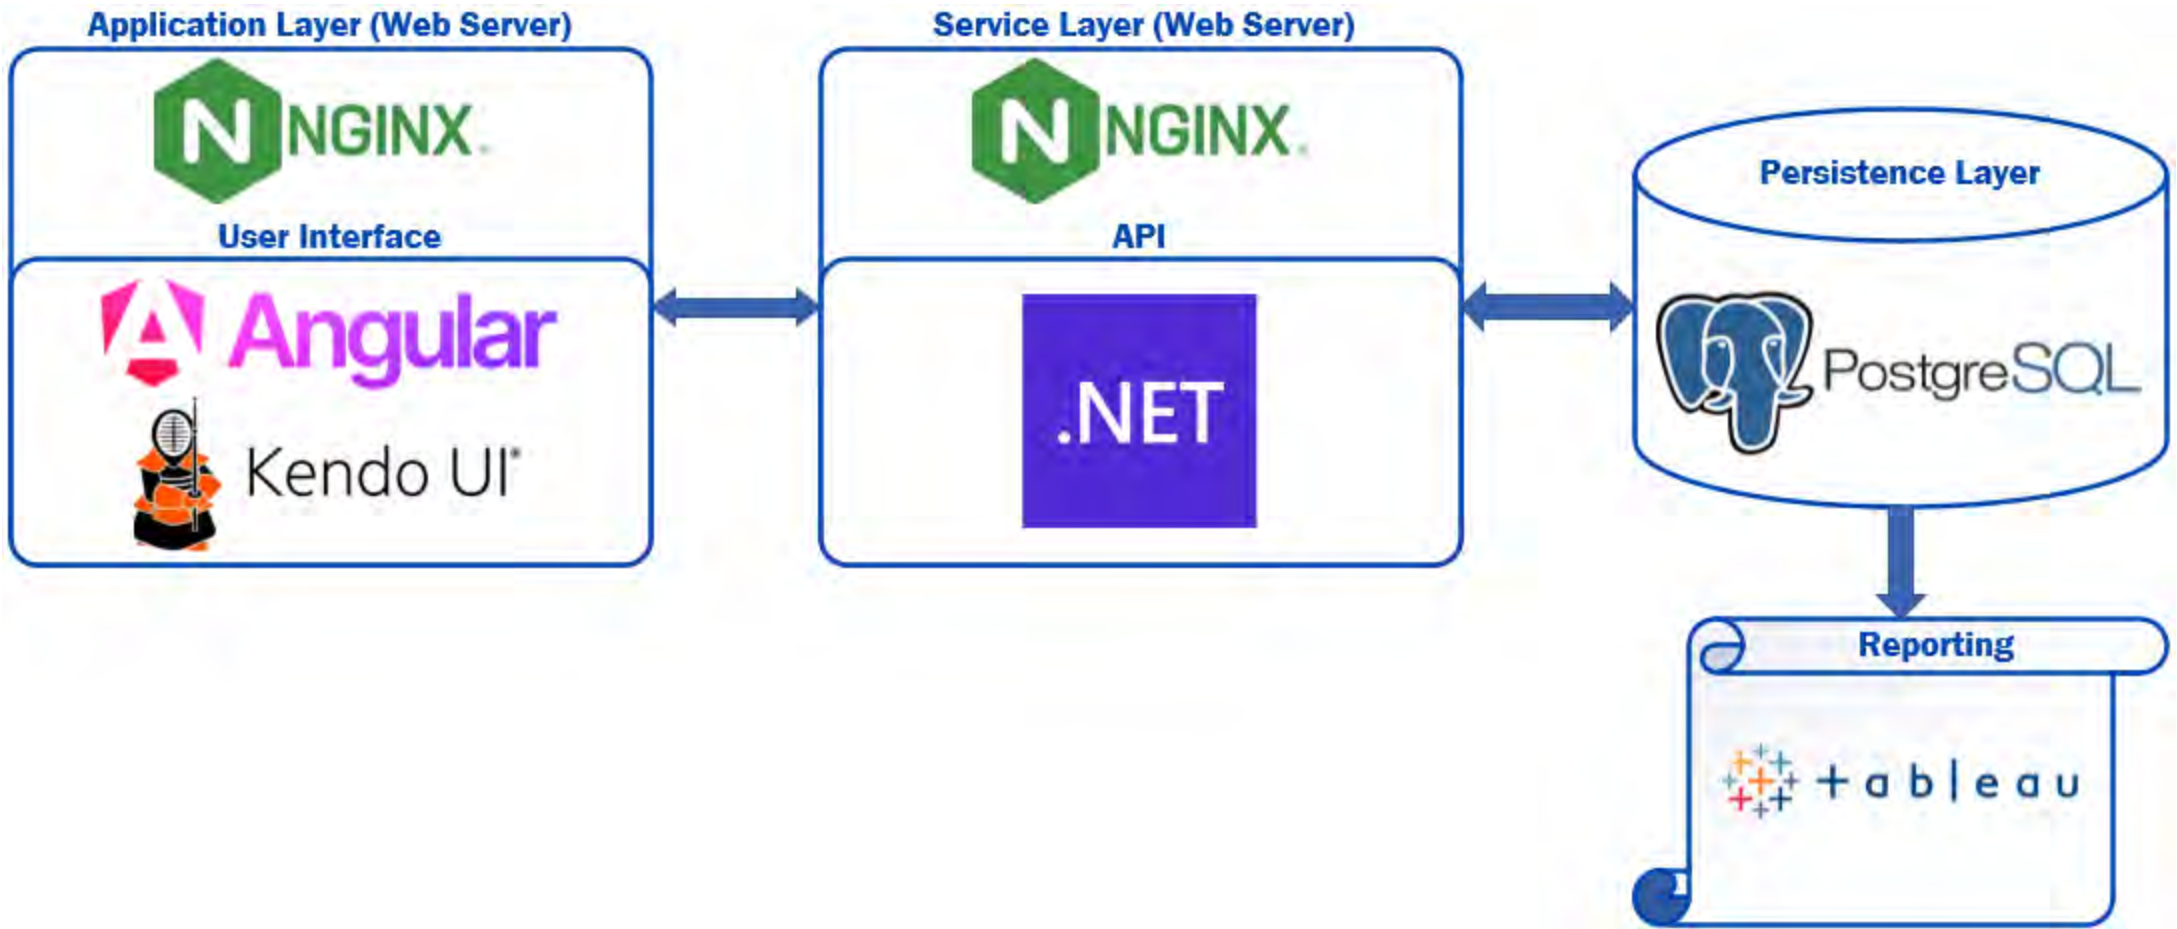 Application Layer (Web Server)
NGINX
User Interface
Angular
Kendo UI
Service Layer (Web Server)
NGINX
API
.NET
Persistence Layer
PostgreSQL
Reporting
+ableau